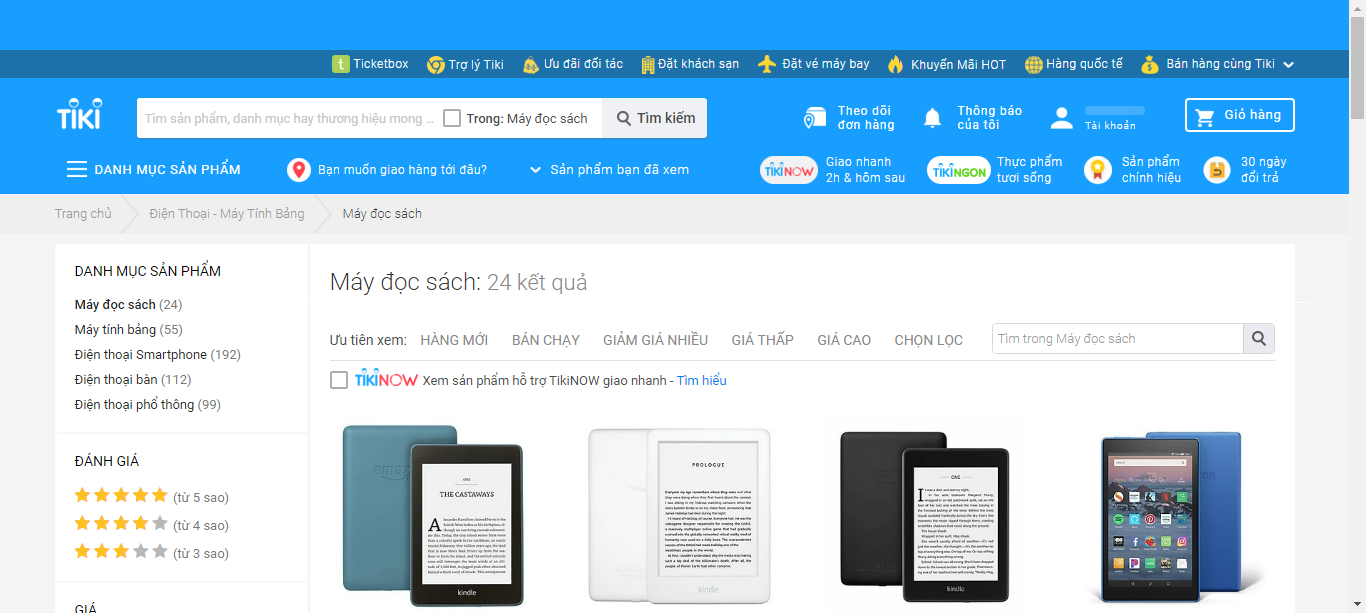 Ticketbox Trợ lý Tiki Ưu đãi đối tác Đặt khách sạn Đặt vé máy bay Khuyến Mãi HOT Hàng quốc tế Bán hàng cùng Tiki
TIKI
Tìm sản phẩm, danh mục hay thương hiệu mong ... Trong: Máy đọc sách Tìm kiếm
Theo dõi
đơn hàng
Thông báo
của tôi
Tài khoản
Giỏ hàng
DANH MỤC SẢN PHẨM Bạn muốn giao hàng tới đâu? Sản phẩm bạn đã xem
TIKINOW Giao nhanh
2h & hôm sau
TIKINGON Thực phẩm
tươi sống
Sản phẩm
chính hiệu
30 ngày
đổi trả
Trang chủ Điện Thoại - Máy Tính Bảng Máy đọc sách
DANH MỤC SẢN PHẨM
Máy đọc sách (24)
Máy tính bảng (55)
Điện thoại Smartphone (192)
Điện thoại bàn (112)
Điện thoại phổ thông (99)
ĐÁNH GIÁ
(từ 5 sao)
(từ 4 sao)
(từ 3 sao)
GIÁ
Máy đọc sách: 24 kết quả
Ưu tiên xem: HÀNG MỚI BÁN CHẠY GIẢM GIÁ NHIỀU GIÁ THẤP GIÁ CAO CHỌN LỌC Tìm trong Máy đọc sách
TIKINOW Xem sản phẩm hỗ trợ TikiNOW giao nhanh - Tìm hiểu
ONE
THE CASTAWAYS
kindle
PROLOGUE
kindle
ONE
kindle